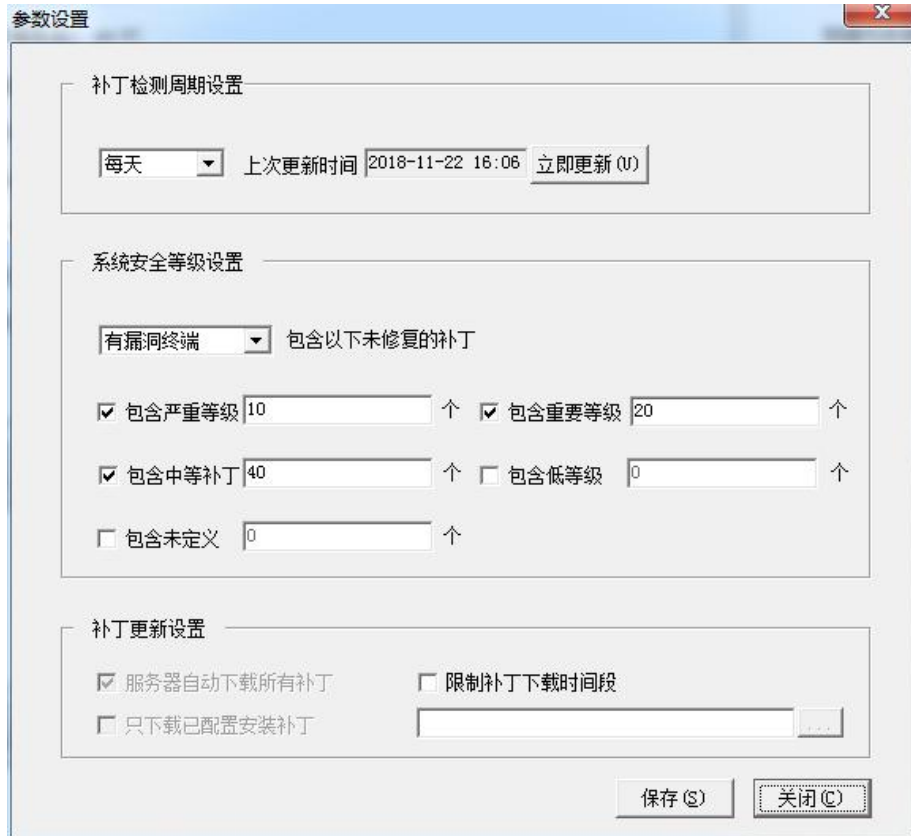 参数设置
补丁检测周期设置
每天 上次更新时间 2018-11-22 16:06 立即更新(U)
系统安全等级设置
有漏洞终端 包含以下未修复的补丁
包含严重等级 10 个 包含重要等级 20 个
包含中等补丁 40 个 包含低等级 0 个
包含未定义 0 个
补丁更新设置
服务器自动下载所有补丁 限制补丁下载时间段
只下载已配置安装补丁 ...
保存(S) 关闭(C)